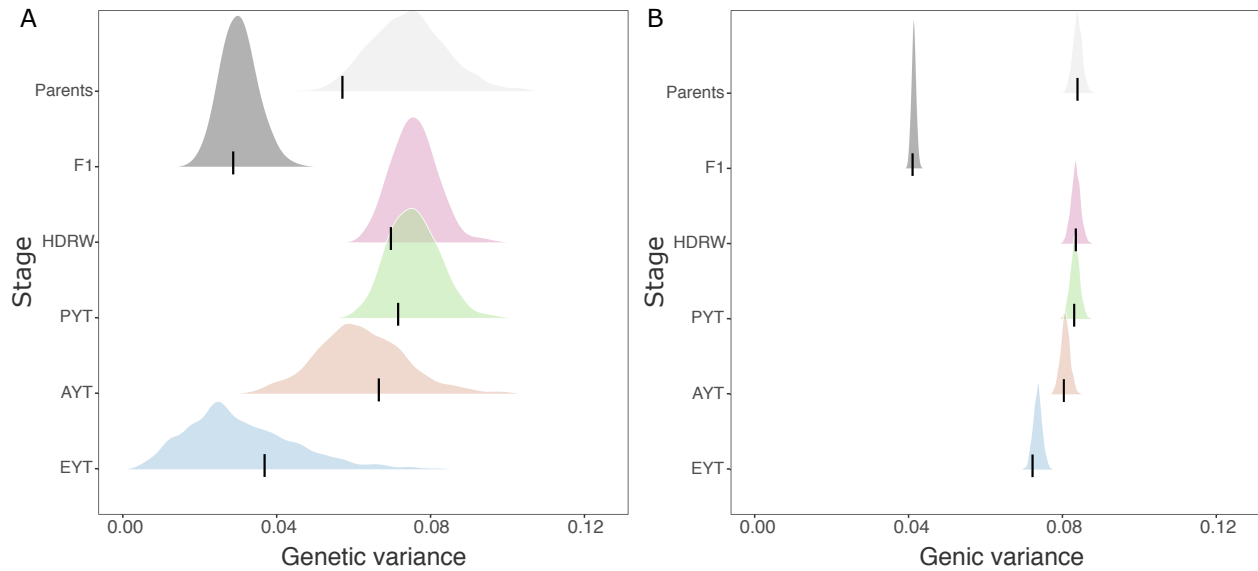 A
Stage
Parents
F1
HDRW
PYT
AYT
EYT
0.00 0.04 0.08 0.12
Genetic variance
B
Stage
Parents
F1
HDRW
PYT
AYT
EYT
0.00 0.04 0.08 0.12
Genic variance